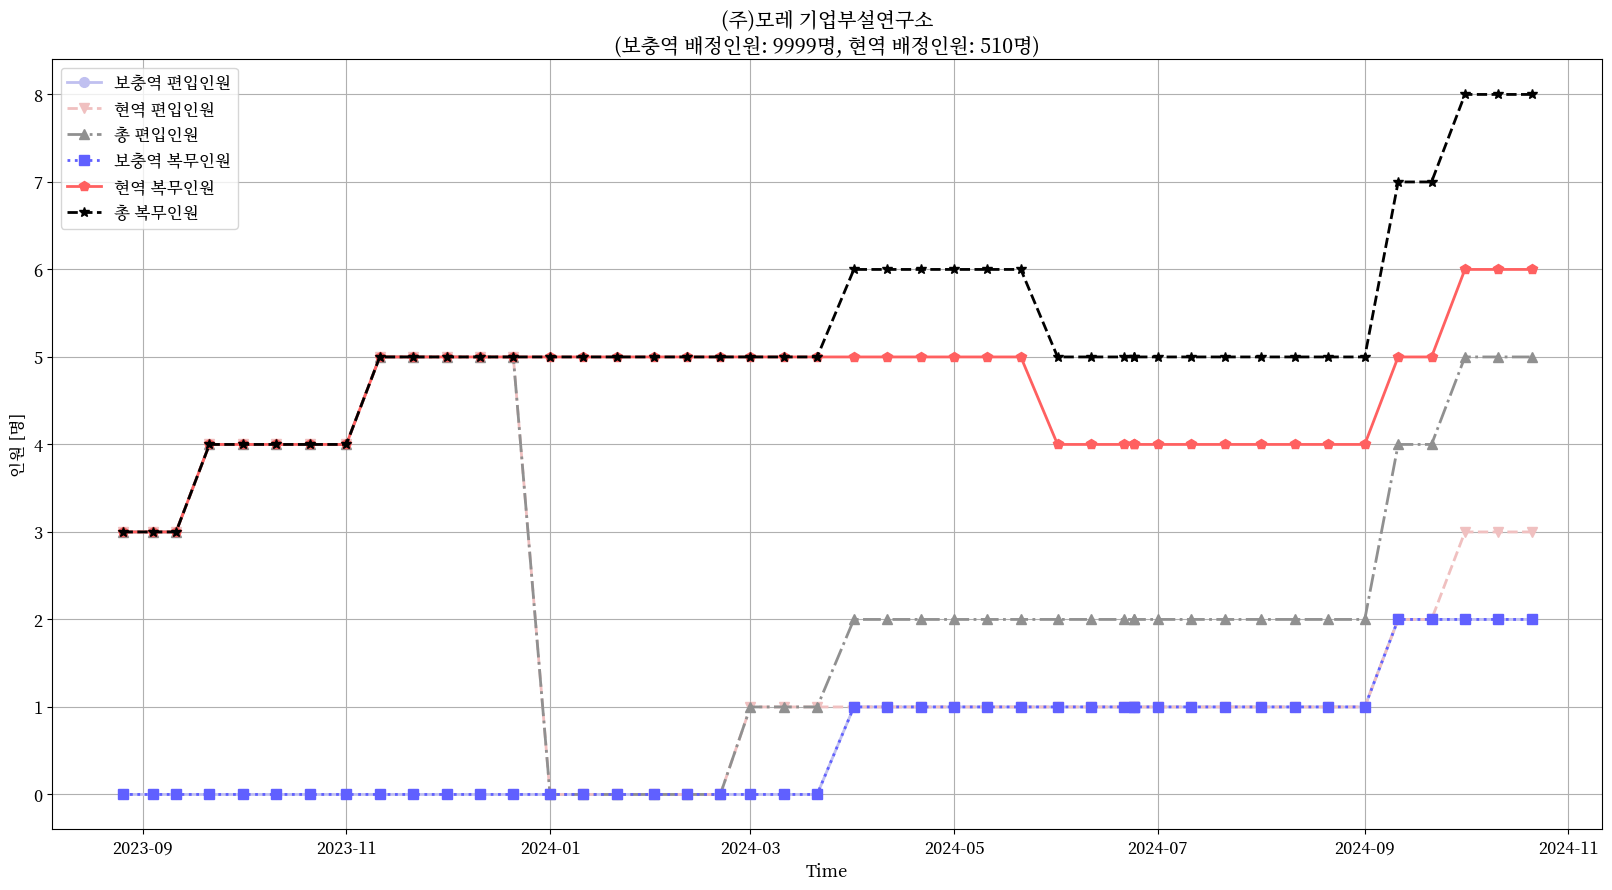 (주)모레 기업부설연구소
(보충역 배정인원: 9999명, 현역 배정인원: 510명)
보충역 편입인원
현역 편입인원
총 편입인원
보충역 복무인원
현역 복무인원
총 복무인원
인원 [명]
8
7
6
5
4
3
2
1
0
2023-09 2023-11 2024-01 2024-03 2024-05 2024-07 2024-09 2024-11
Time